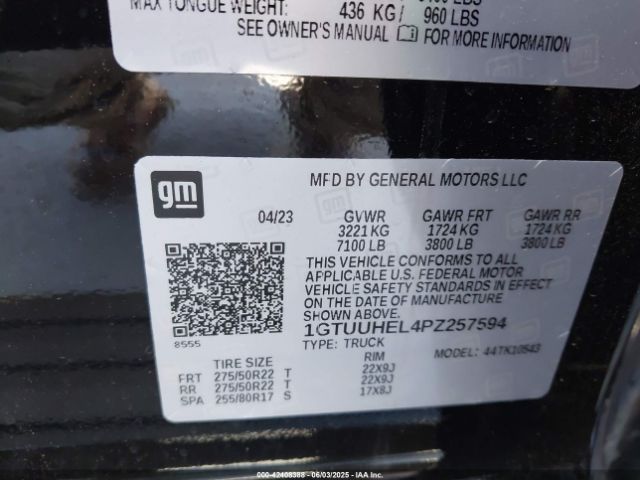 MAX TONGUE WEIGHT: 436 KG/ 960 LBS
SEE OWNER'S MANUAL FOR MORE INFORMATION
gm
MFD BY GENERAL MOTORS LLC
04/23 GVWR GAWR FRT GAWR RR
3221 KG 1724 KG 1724 KG
7100 LB 3800 LB 3800 LB
THIS VEHICLE CONFORMS TO ALL
APPLICABLE U.S. FEDERAL MOTOR
VEHICLE SAFETY STANDARDS IN EFFECT
ON THE DATE OF MANUFACTURE
SHOWN ABOVE.
1GTUUHEL4PZ257594
8555
TYPE: TRUCK MODEL: 44TK10543
TIRE SIZE RIM
FRT 275/50R22 T 22X9J
RR 275/50R22 T 22X9J
SPA 255/80R17 S 17X8J
000-42408388 - 06/03/2025 - IAAI.COM